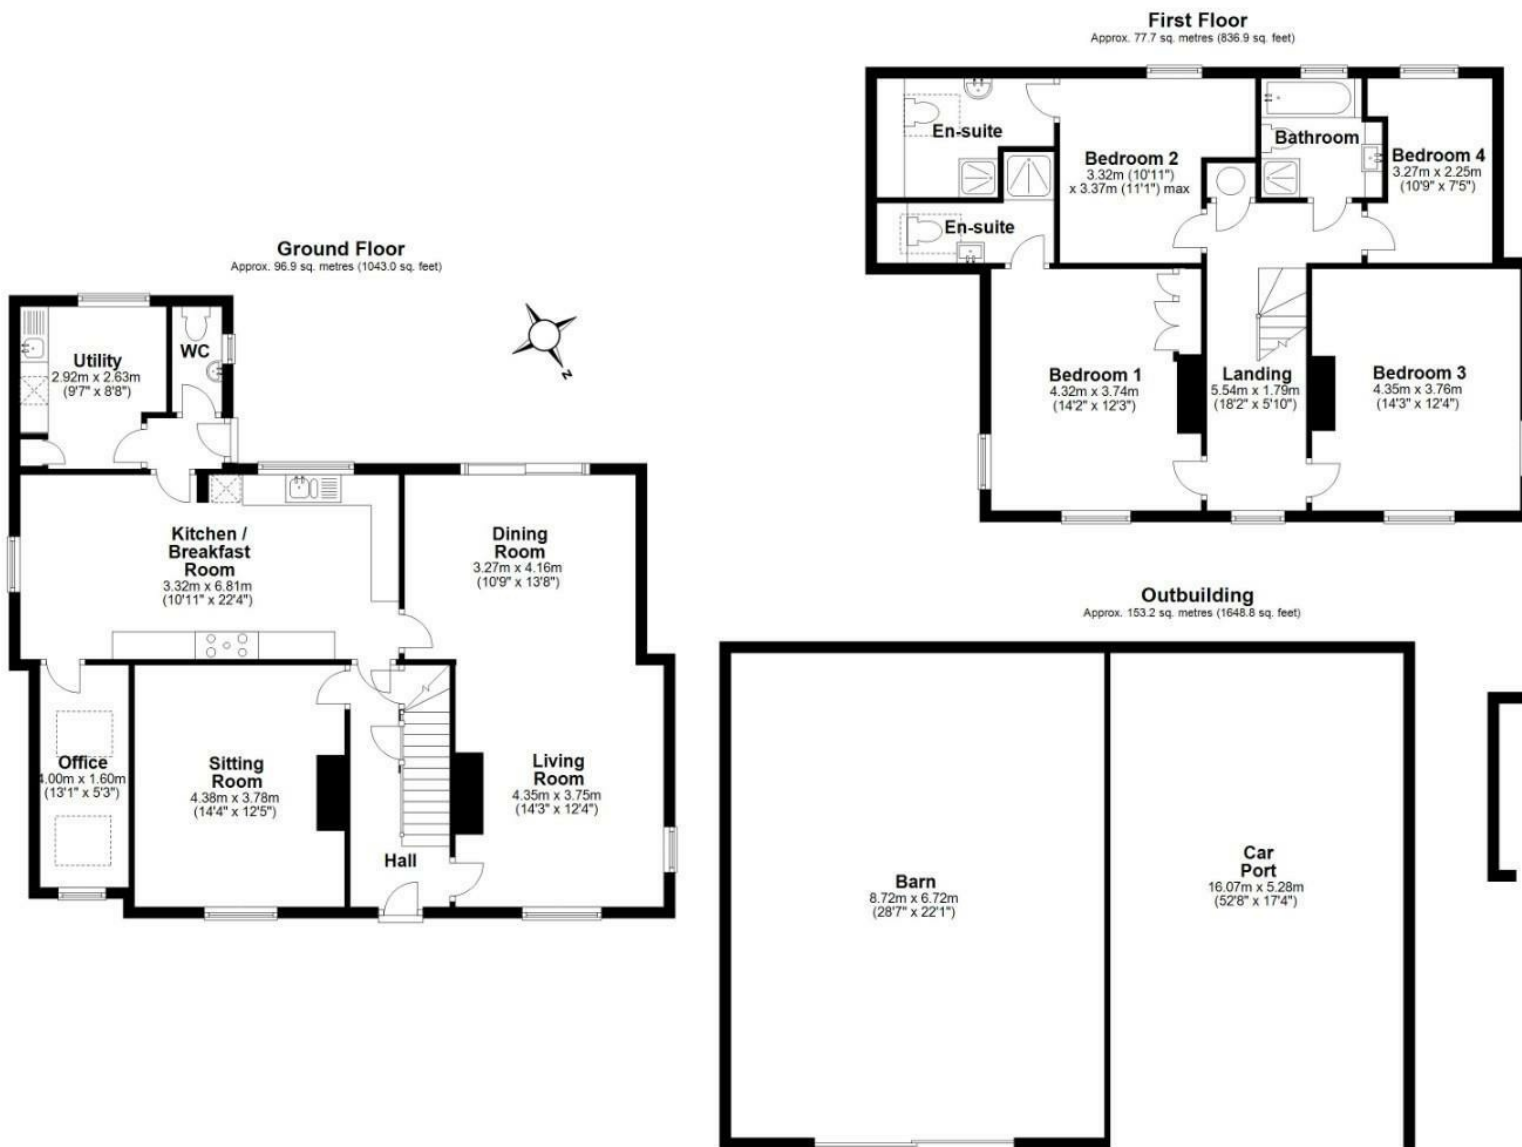 First Floor
Approx. 77.7 sq. metres (836.9 sq. feet)
En-suite
Bedroom 2
3.32m (10'11")
x 3.37m (11'1") max
Bathroom
Bedroom 4
3.27m x 2.25m
(10'9" x 7'5")
En-suite
Bedroom 1
4.32m x 3.74m
(14'2" x 12'3")
Landing
5.54m x 1.79m
(18'2" x 5'10")
Bedroom 3
4.35m x 3.76m
(14'3" x 12'4")
Ground Floor
Approx. 96.9 sq. metres (1043.0 sq. feet)
N
Utility
2.92m x 2.63m
(9'7" x 8'8")
WC
Kitchen /
Breakfast
Room
3.32m x 6.81m
(10'11" x 22'4")
Dining
Room
3.27m x 4.16m
(10'9" x 13'8")
Office
4.00m x 1.60m
(13'1" x 5'3")
Sitting
Room
4.38m x 3.78m
(14'4" x 12'5")
Living
Room
4.35m x 3.75m
(14'3" x 12'4")
Hall
Outbuilding
Approx. 153.2 sq. metres (1648.8 sq. feet)
Barn
8.72m x 6.72m
(28'7" x 22'1")
Car
Port
16.07m x 5.28m
(52'8" x 17'4")